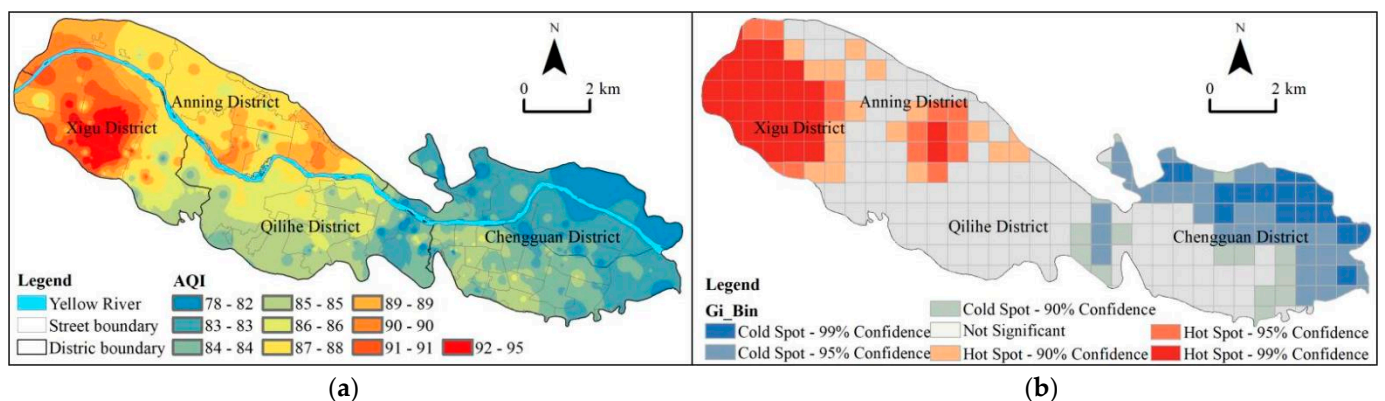 N
0 2 km
Anning District
Xigu District
Qilihe District
Chengguan District
Legend
Yellow River
Street boundary
Distric boundary
AQI
78 - 82
83 - 83
84 - 84
85 - 85
86 - 86
87 - 88
89 - 89
90 - 90
91 - 91
92 - 95
(a)
N
0 2 km
Anning District
Xigu District
Qilihe District
Chengguan District
Legend
Gi_Bin
Cold Spot - 99% Confidence
Cold Spot - 95% Confidence
Cold Spot - 90% Confidence
Not Significant
Hot Spot - 90% Confidence
Hot Spot - 95% Confidence
Hot Spot - 99% Confidence
(b)